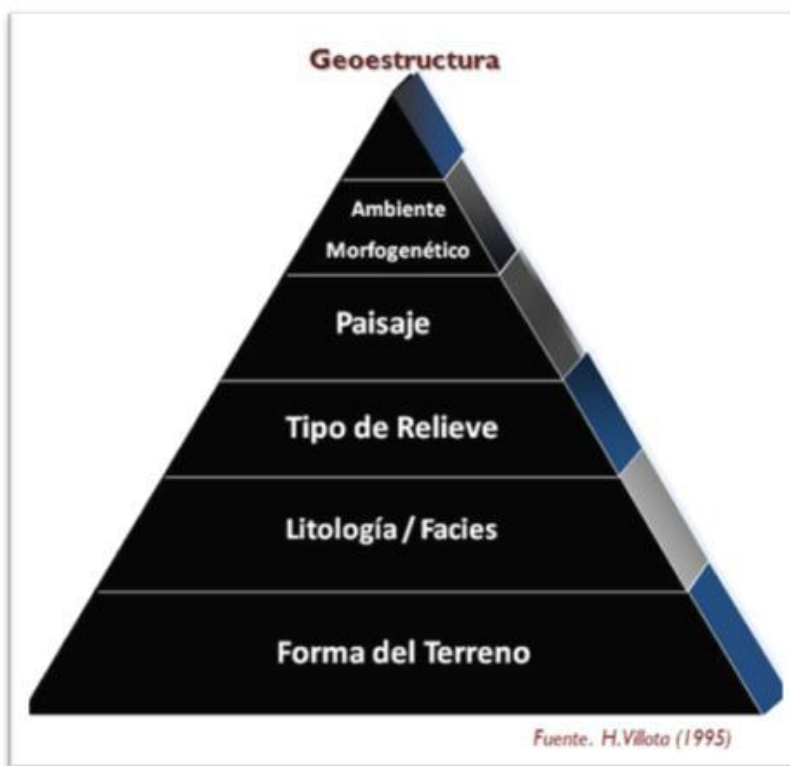 Geoestructura
Ambiente
Morfogenético
Paisaje
Tipo de Relieve
Litología / Facies
Forma del Terreno
Fuente. H.Villota (1995)